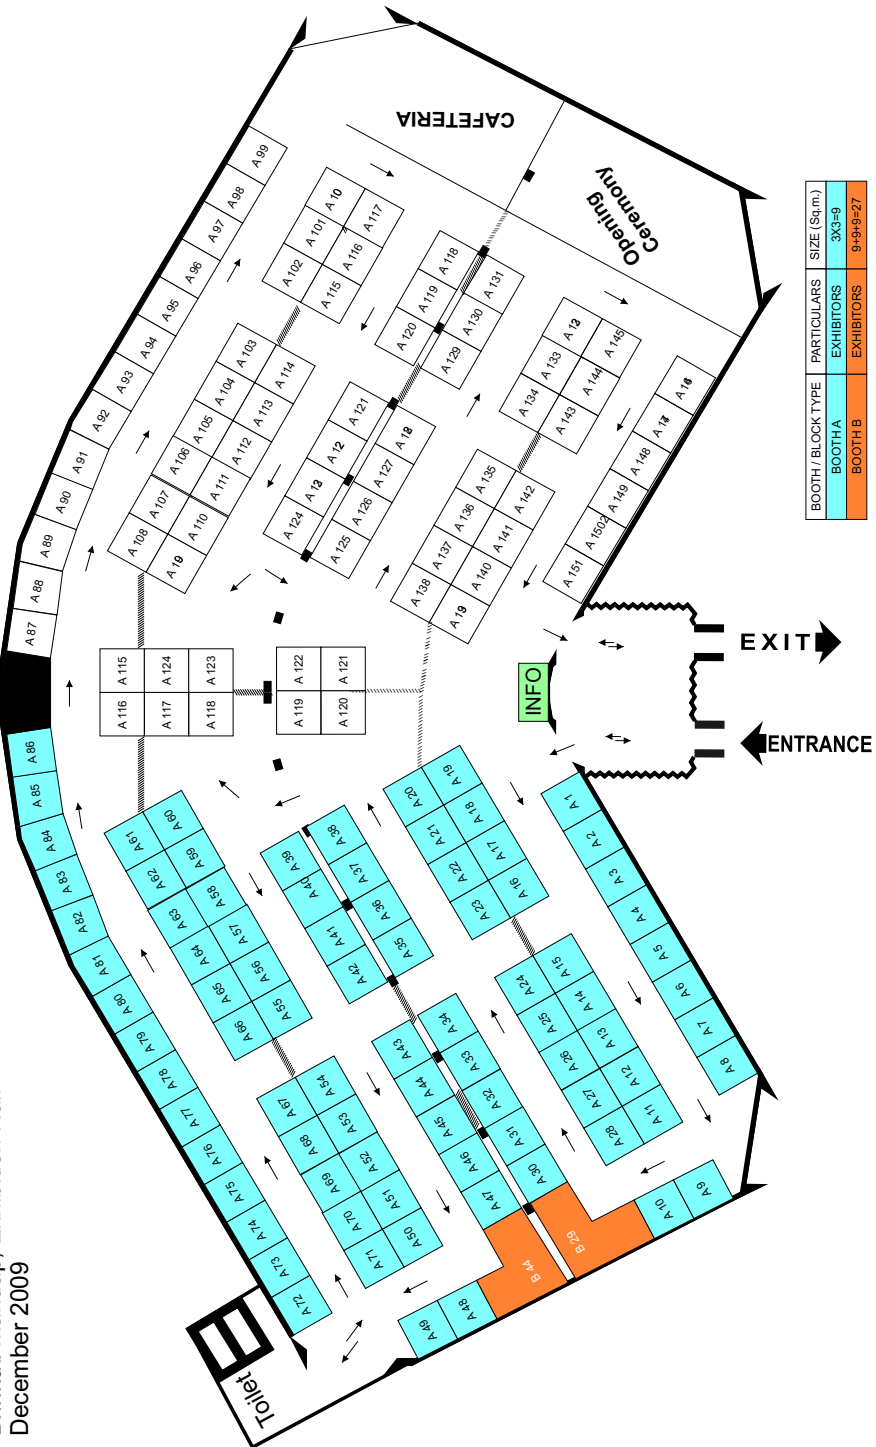 December 2009
CAFETERIA
Opening
Ceremony
BOOTH / BLOCK TYPE PARTICULARS SIZE (Sq.m.)
BOOTH A EXHIBITORS 3X3=9
BOOTH B EXHIBITORS 9+9+9=27
A 99
A 98
A 97
A 96
A 95
A 94
A 93
A 92
A 91
A 90
A 89
A 88
A 87
A 101
A 117
A 102
A 116
A 115
A 103
A 114
A 104
A 113
A 105
A 112
A 106
A 111
A 107
A 110
A 108
A 118
A 131
A 119
A 130
A 120
A 129
A 121
A 127
A 126
A 124
A 125
A 145
A 133
A 144
A 134
A 143
A 135
A 142
A 136
A 141
A 137
A 140
A 138
A 148
A 149
A 1502
A 151
A 115
A 124
A 123
A 116
A 117
A 118
A 122
A 121
A 119
A 120
INFO
EXIT
ENTRANCE
A 86
A 85
A 84
A 83
A 82
A 81
A 80
A 79
A 78
A 77
A 76
A 75
A 74
A 73
A 72
A 61
A 60
A 62
A 59
A 63
A 58
A 64
A 57
A 65
A 56
A 66
A 55
A 67
A 54
A 68
A 53
A 69
A 52
A 70
A 51
A 71
A 50
A 39
A 38
A 40
A 37
A 41
A 36
A 42
A 35
A 43
A 34
A 44
A 33
A 45
A 32
A 46
A 31
A 47
A 30
B 44
B 29
A 49
A 48
A 20
A 19
A 21
A 18
A 22
A 17
A 23
A 16
A 24
A 15
A 25
A 14
A 26
A 13
A 27
A 12
A 28
A 11
A 10
A 9
A 1
A 2
A 3
A 4
A 5
A 6
A 7
A 8
Toilet